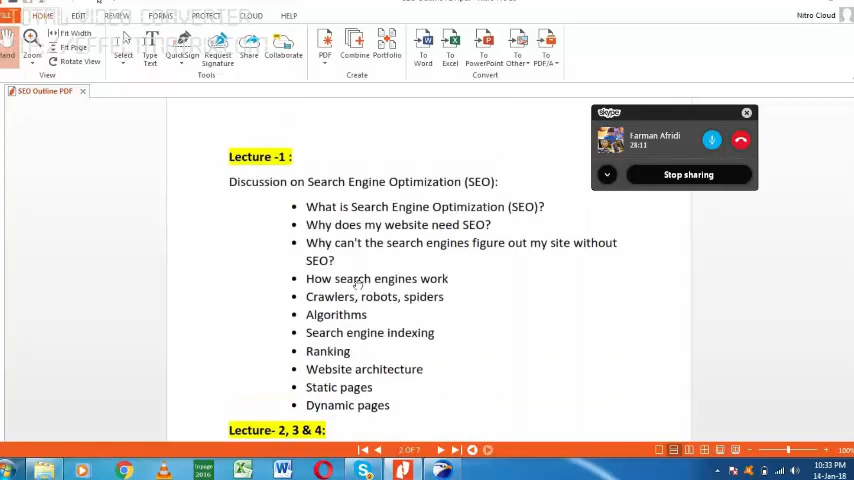 FILE HOME EDIT REVIEW FORMS PROTECT CLOUD HELP Nitro Cloud
Hand Zoom Fit Width Fit Page Rotate View
Select Type Text QuickSign Request Signature Share Collaborate
PDF Combine Portfolio
To Word To Excel To PowerPoint To Other To PDF/A
View Tools Create Convert
SEO Outline PDF
skype
Farman Afridi
28:11
Stop sharing
Lecture -1 :
Discussion on Search Engine Optimization (SEO):
• What is Search Engine Optimization (SEO)?
• Why does my website need SEO?
• Why can't the search engines figure out my site without
SEO?
• How search engines work
• Crawlers, robots, spiders
• Algorithms
• Search engine indexing
• Ranking
• Website architecture
• Static pages
• Dynamic pages
Lecture- 2, 3 & 4:
2 OF 7
100%
Inpage 2016
10:33 PM
14-Jan-18